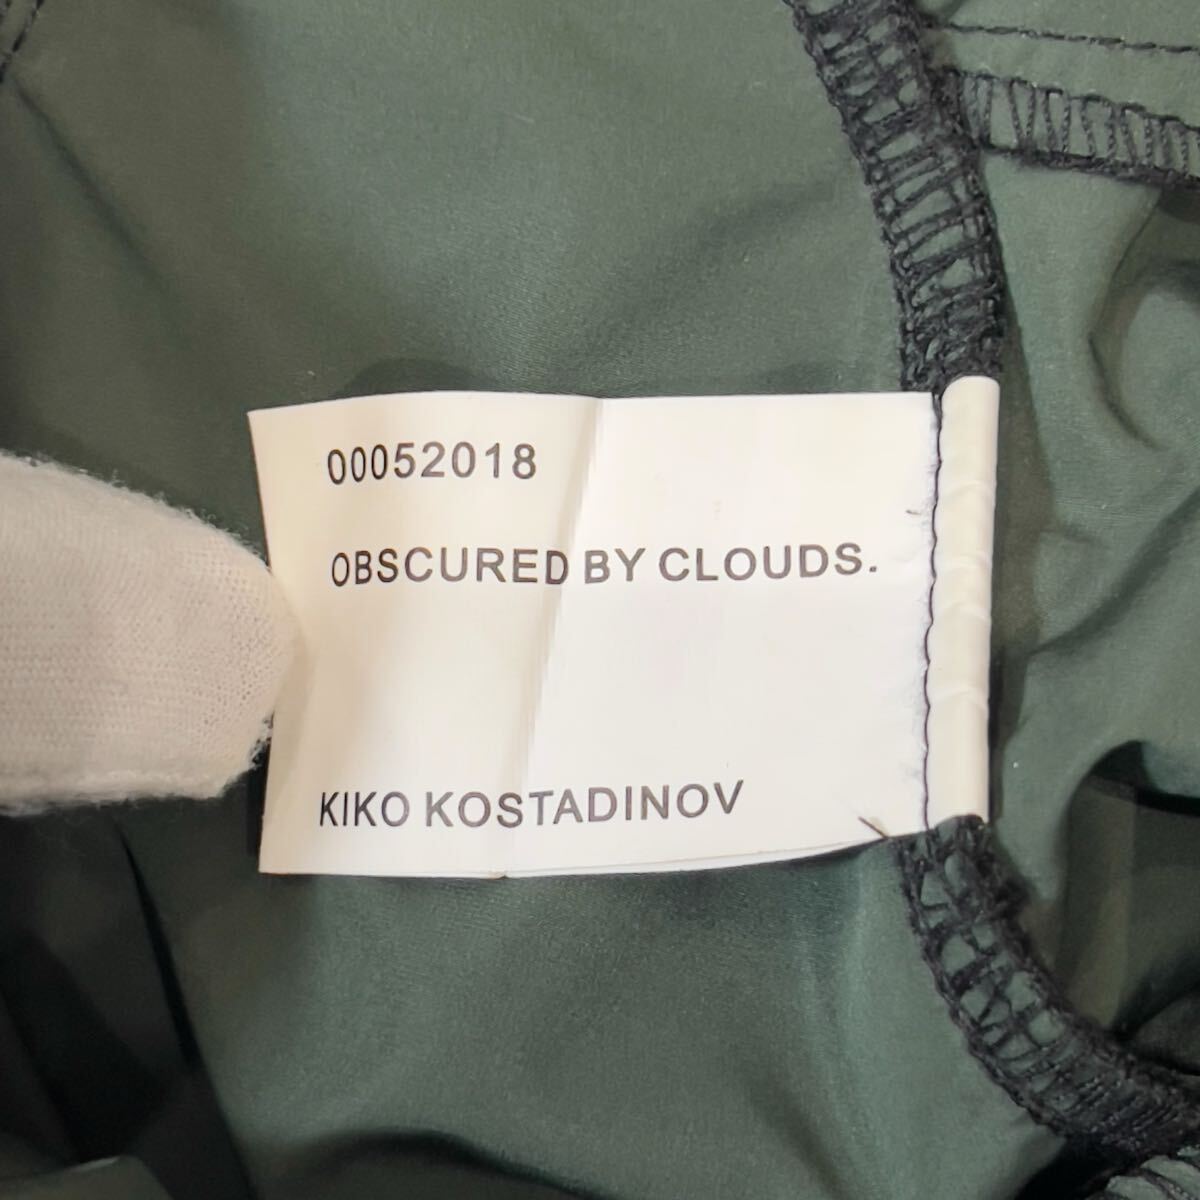 00052018
OBSCURED BY CLOUDS.
KIKO KOSTADINOV